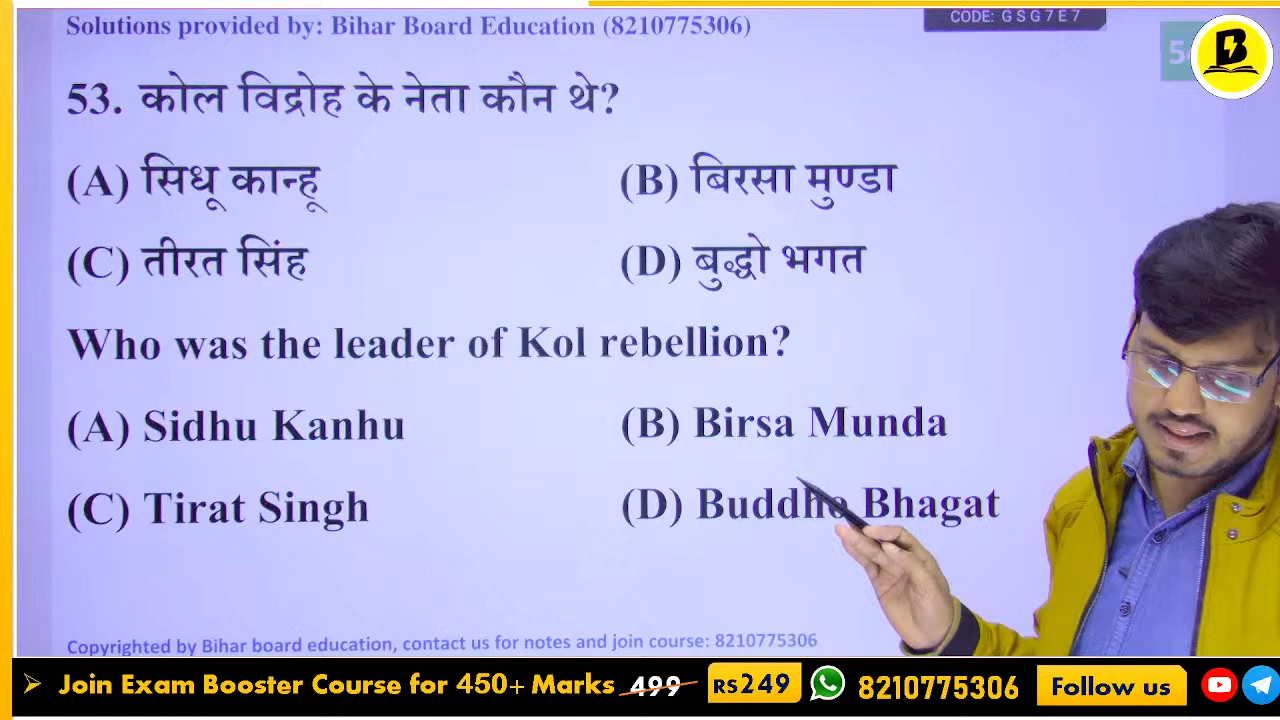 Solutions provided by: Bihar Board Education (8210775306)
CODE: G S G 7 E 7
53. कोल विद्रोह के नेता कौन थे?
(A) सिधू कान्हू (B) बिरसा मुण्डा
(C) तीरत सिंह (D) बुद्धो भगत
Who was the leader of Kol rebellion?
(A) Sidhu Kanhu (B) Birsa Munda
(C) Tirat Singh (D) Buddho Bhagat
Copyrighted by Bihar board education, contact us for notes and join course: 8210775306
Join Exam Booster Course for 450+ Marks 499 RS249 8210775306 Follow us